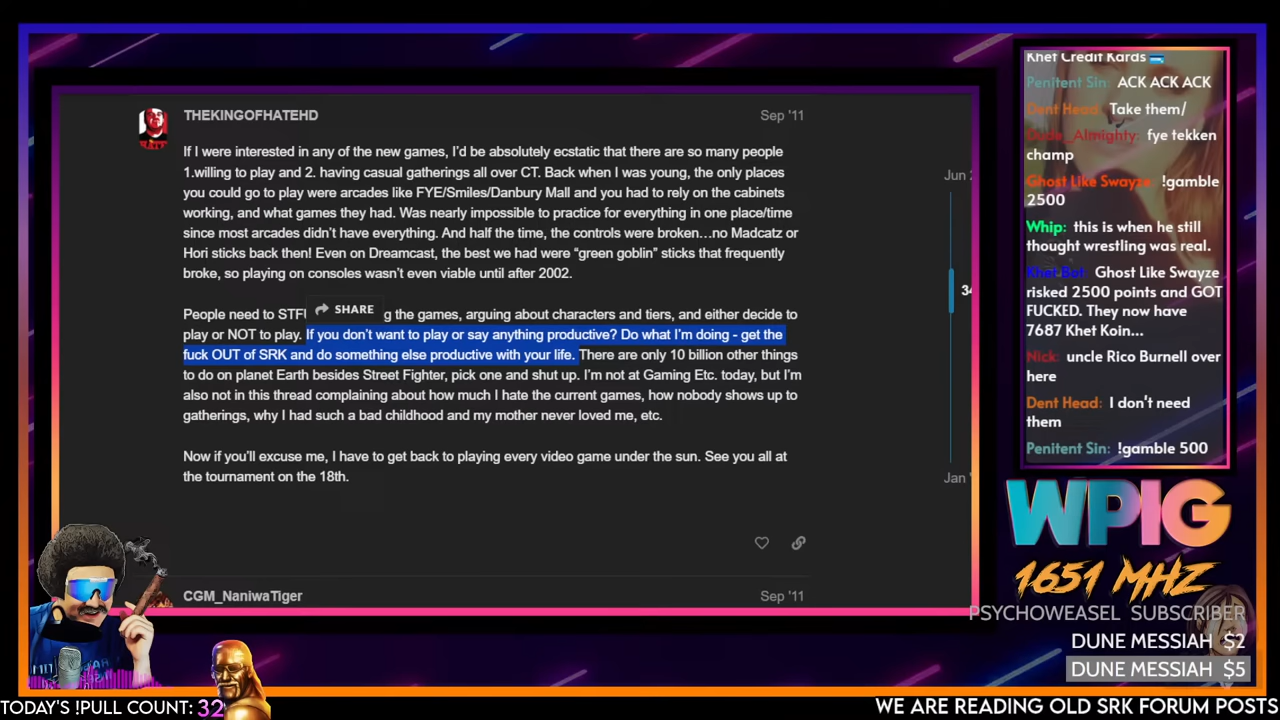 THEKINGOFHATEHD
Sep '11
If I were interested in any of the new games, I'd be absolutely ecstatic that there are so many people
1.willing to play and 2. having casual gatherings all over CT. Back when I was young, the only places
you could go to play were arcades like FYE/Smiles/Danbury Mall and you had to rely on the cabinets
working, and what games they had. Was nearly impossible to practice for everything in one place/time
since most arcades didn't have everything. And half the time, the controls were broken…no Madcatz or
Hori sticks back then! Even on Dreamcast, the best we had were “green goblin” sticks that frequently
broke, so playing on consoles wasn't even viable until after 2002.
SHARE
People need to STFU g the games, arguing about characters and tiers, and either decide to
play or NOT to play. If you don't want to play or say anything productive? Do what I'm doing - get the
fuck OUT of SRK and do something else productive with your life. There are only 10 billion other things
to do on planet Earth besides Street Fighter, pick one and shut up. I'm not at Gaming Etc. today, but I'm
also not in this thread complaining about how much I hate the current games, how nobody shows up to
gatherings, why I had such a bad childhood and my mother never loved me, etc.
Now if you'll excuse me, I have to get back to playing every video game under the sun. See you all at
the tournament on the 18th.
CGM_NaniwaTiger
Sep '11
Jun
34
Jan
Khet Credit Kards
Penitent Sin: ACK ACK ACK
Dent Head: Take them/
Dude_Almighty: fye tekken
champ
Ghost Like Swayze: !gamble
2500
Whip: this is when he still
thought wrestling was real.
Khet Bot: Ghost Like Swayze
risked 2500 points and GOT
FUCKED. They now have
7687 Khet Koin...
Nick: uncle Rico Burnell over
here
Dent Head: I don't need
them
Penitent Sin: !gamble 500
WPIG
1651 MHZ
PSYCHOWEASEL SUBSCRIBER
DUNE MESSIAH $2
DUNE MESSIAH $5
TODAY'S !PULL COUNT: 32
WE ARE READING OLD SRK FORUM POSTS